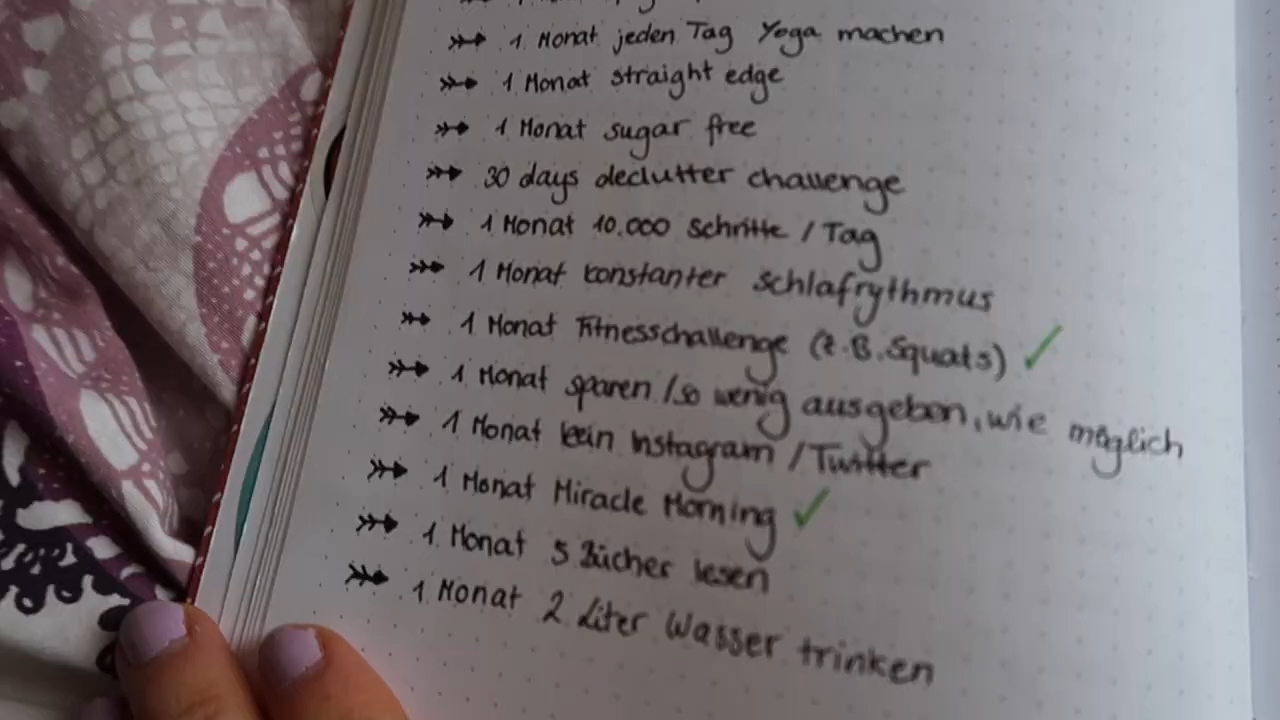 1 Monat jeden Tag Yoga machen
1 Monat straight edge
1 Monat sugar free
30 days declutter challenge
1 Monat 10.000 Schritte / Tag
1 Monat konstanter Schlafrythmus
1 Monat Fitnesschallenge (z.B. Squats) ✓
1 Monat sparen / so wenig ausgeben, wie möglich
1 Monat kein Instagram / Twitter
1 Monat Miracle Morning ✓
1 Monat 5 Bücher lesen
1 Monat 2 Liter Wasser trinken